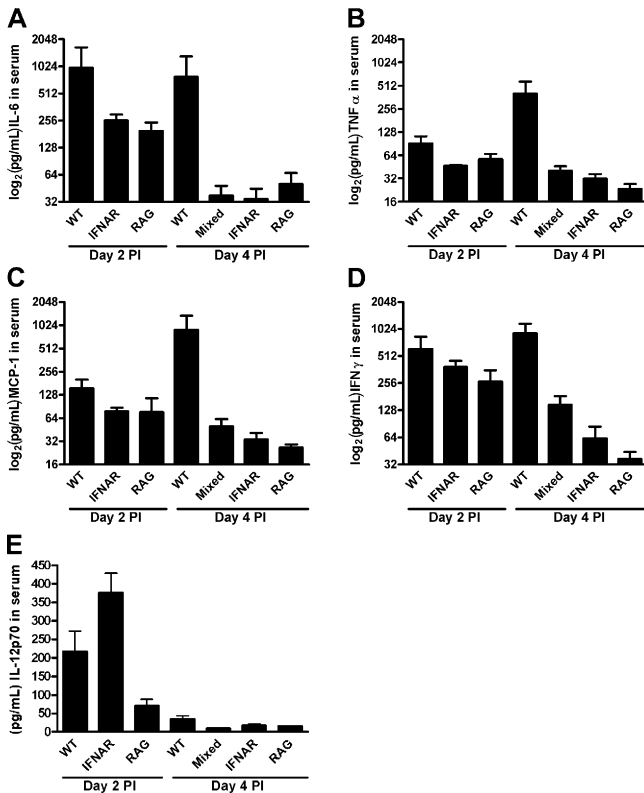 A
log2(pg/mL)IL-6 in serum
2048
1024
512
256
128
64
32
WT
IFNAR
RAG
WT
Mixed
IFNAR
RAG
Day 2 PI
Day 4 PI
B
log2(pg/mL)TNF α in serum
2048
1024
512
256
128
64
32
16
WT
IFNAR
RAG
WT
Mixed
IFNAR
RAG
Day 2 PI
Day 4 PI
C
log2(pg/mL)MCP-1 in serum
2048
1024
512
256
128
64
32
16
WT
IFNAR
RAG
WT
Mixed
IFNAR
RAG
Day 2 PI
Day 4 PI
D
log2(pg/mL)IFN γ in serum
2048
1024
512
256
128
64
32
WT
IFNAR
RAG
WT
Mixed
IFNAR
RAG
Day 2 PI
Day 4 PI
E
(pg/mL) IL-12p70 in serum
450
400
350
300
250
200
150
100
50
0
WT
IFNAR
RAG
WT
Mixed
IFNAR
RAG
Day 2 PI
Day 4 PI